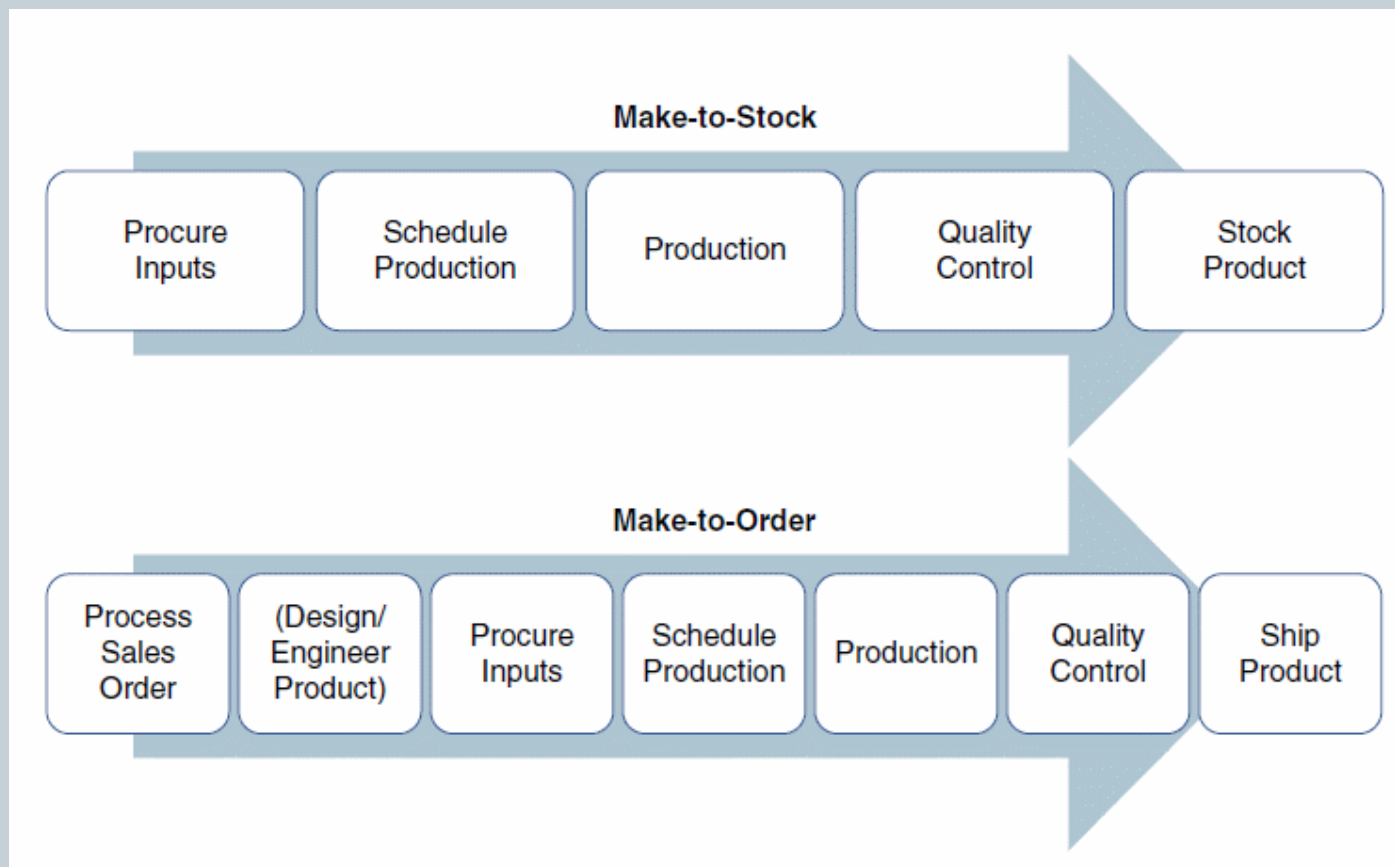 Make-to-Stock
Procure
Inputs
Schedule
Production
Production
Quality
Control
Stock
Product
Make-to-Order
Process
Sales
Order
(Design/
Engineer
Product)
Procure
Inputs
Schedule
Production
Production
Quality
Control
Ship
Product